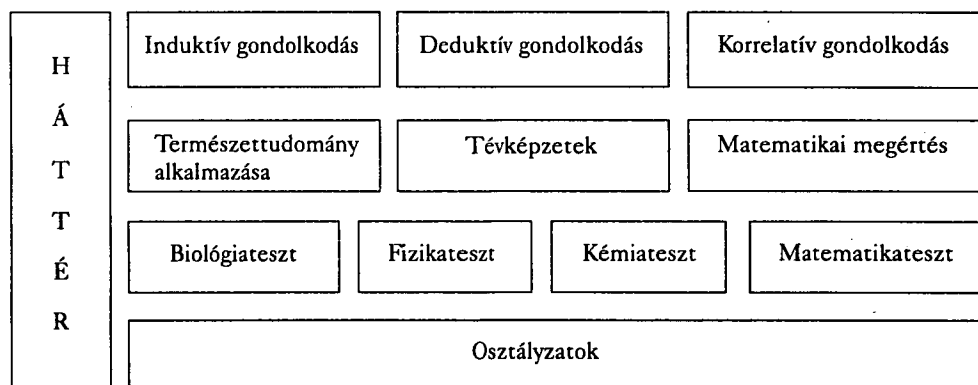 H
Á
T
T
É
R
Induktív gondolkodás
Deduktív gondolkodás
Korrelatív gondolkodás
Természettudomány
alkalmazása
Tévképzetek
Matematikai megértés
Biológiateszt
Fizikateszt
Kémiateszt
Matematikateszt
Osztályzatok